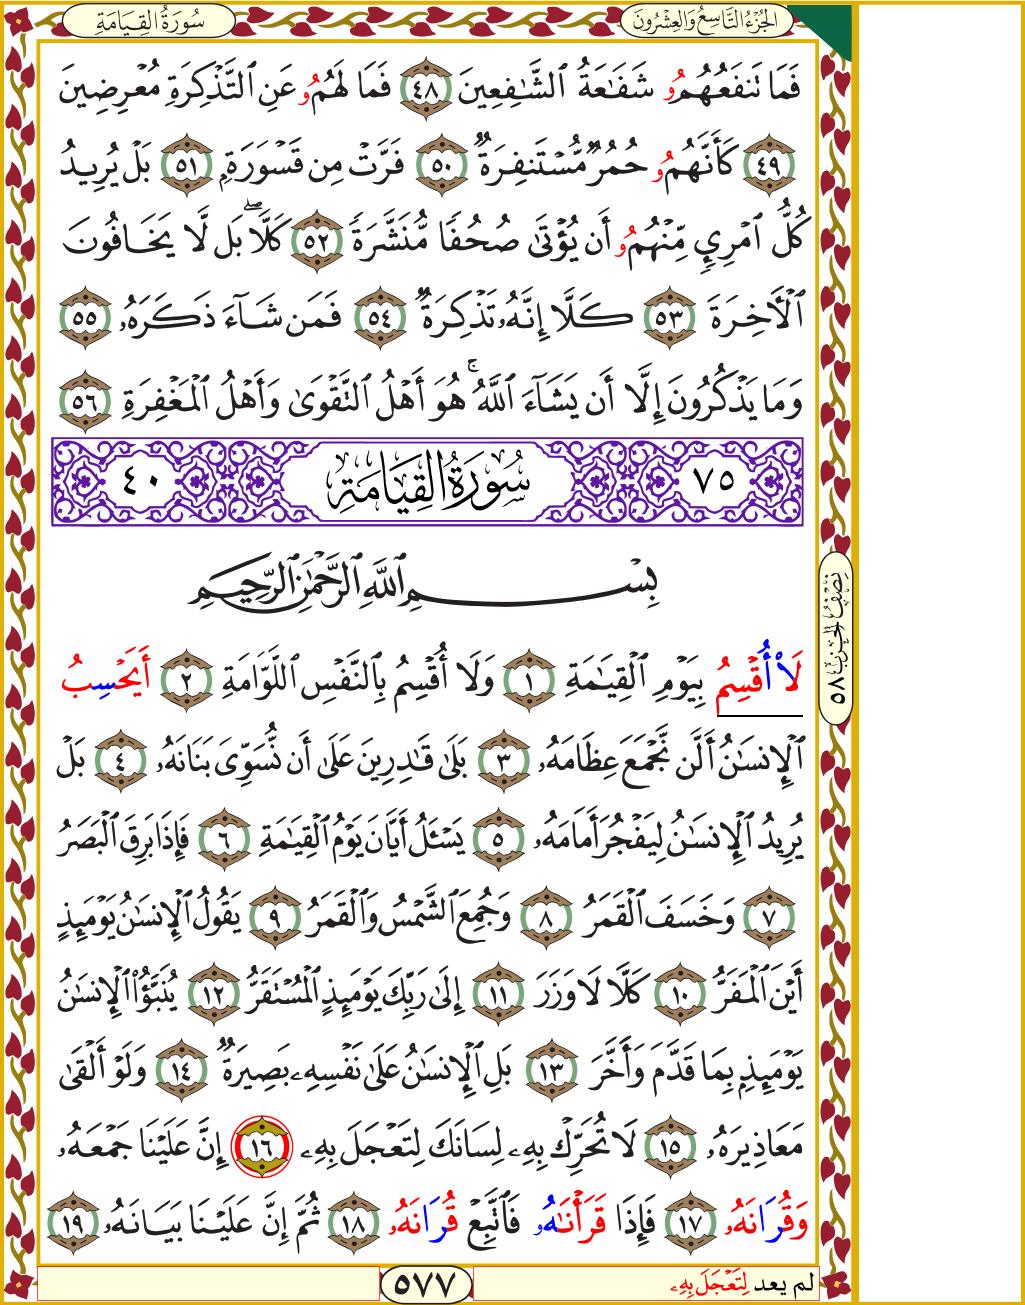 سُورَةُ القِيَامَةِ
الجُزْءُ التَّاسِعُ وَالعِشْرُونَ
فَمَا تَنفَعُهُمُۥ شَفَـٰعَةُ ٱلشَّـٰفِعِينَ ٤٨ فَمَا لَهُمُۥ عَنِ ٱلتَّذْكِرَةِ مُعْرِضِينَ
٤٩ كَأَنَّهُمُۥ حُمُرٌ مُّسْتَنفِرَةٌ ٥٠ فَرَّتْ مِن قَسْوَرَةِۭ ٥١ بَلْ يُرِيدُ
كُلُّ ٱمْرِيٕٖ مِّنْهُمُۥ أَن يُؤْتَىٰ صُحُفًا مُّنَشَّرَةً ٥٢ كَلَّاۖ بَل لَّا يَخَافُونَ
ٱلْأَخِرَةَ ٥٣ كَلَّا إِنَّهُۥ تَذْكِرَةٌ ٥٤ فَمَن شَآءَ ذَكَرَهُۥ ٥٥
وَمَا يَذْكُرُونَ إِلَّا أَن يَشَآءَ ٱللَّهُۚ هُوَ أَهْلُ ٱلتَّقْوَىٰ وَأَهْلُ ٱلْمَغْفِرَةِ ٥٦
٧٥ سُورَةُ القِيَامَةِ ٤٠
بِسْمِ ٱللَّهِ ٱلرَّحْمَٰنِ ٱلرَّحِيمِ
لَأُقْسِمُ بِيَوْمِ ٱلْقِيَـٰمَةِ ١ وَلَا أُقْسِمُ بِٱلنَّفْسِ ٱللَّوَّامَةِ ٢ أَيَحْسِبُ
ٱلْإِنسَـٰنُ أَلَّن نَّجْمَعَ عِظَامَهُۥ ٣ بَلَىٰ قَـٰدِرِينَ عَلَىٰ أَن نُّسَوِّىَ بَنَانَهُۥ ٤ بَلْ
يُرِيدُ ٱلْإِنسَـٰنُ لِيَفْجُرَ أَمَامَهُۥ ٥ يَسْـَٔلُ أَيَّانَ يَوْمُ ٱلْقِيَـٰمَةِ ٦ فَإِذَا بَرِقَ ٱلْبَصَرُ
٧ وَخَسَفَ ٱلْقَمَرُ ٨ وَجُمِعَ ٱلشَّمْسُ وَٱلْقَمَرُ ٩ يَقُولُ ٱلْإِنسَـٰنُ يَوْمَئِذٍ
أَيْنَ ٱلْمَفَرُّ ١٠ كَلَّا لَا وَزَرَ ١١ إِلَىٰ رَبِّكَ يَوْمَئِذٍ ٱلْمُسْتَقَرُّ ١٢ يُنَبَّؤُا۟ ٱلْإِنسَـٰنُ
يَوْمَئِذِۭ بِمَا قَدَّمَ وَأَخَّرَ ١٣ بَلِ ٱلْإِنسَـٰنُ عَلَىٰ نَفْسِهِۦ بَصِيرَةٌ ١٤ وَلَوْ أَلْقَىٰ
مَعَاذِيرَهُۥ ١٥ لَا تُحَرِّكْ بِهِۦ لِسَانَكَ لِتَعْجَلَ بِهِۦ ١٦ إِنَّ عَلَيْنَا جَمْعَهُۥ
وَقُرَانَهُۥ ١٧ فَإِذَا قَرَأْنَـٰهُۥ فَٱتَّبِعْ قُرَانَهُۥ ١٨ ثُمَّ إِنَّ عَلَيْنَا بَيَانَهُۥ ١٩
نِصْفُ الحِزْبِ ٥٨
٥٧٧
لم يعد لِتَعْجَلَ بِهِۦ